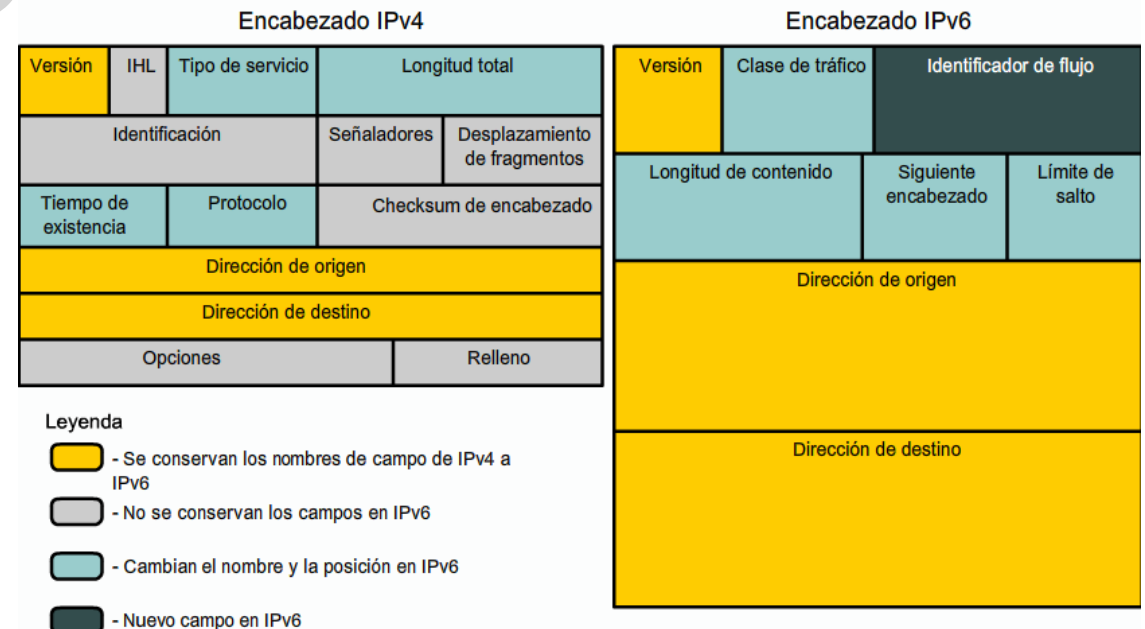 Encabezado IPv4
Versión
IHL
Tipo de servicio
Longitud total
Identificación
Señaladores
Desplazamiento
de fragmentos
Tiempo de
existencia
Protocolo
Checksum de encabezado
Dirección de origen
Dirección de destino
Opciones
Relleno
Leyenda
- Se conservan los nombres de campo de IPv4 a
IPv6
- No se conservan los campos en IPv6
- Cambian el nombre y la posición en IPv6
- Nuevo campo en IPv6
Encabezado IPv6
Versión
Clase de tráfico
Identificador de flujo
Longitud de contenido
Siguiente
encabezado
Límite de
salto
Dirección de origen
Dirección de destino